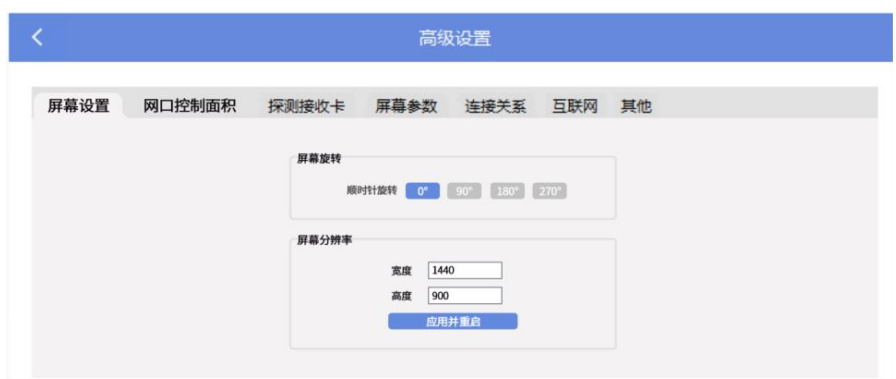 高级设置
屏幕设置 网口控制面积 探测接收卡 屏幕参数 连接关系 互联网 其他
屏幕旋转
顺时针旋转 0° 90° 180° 270°
屏幕分辨率
宽度 1440
高度 900
应用并重启